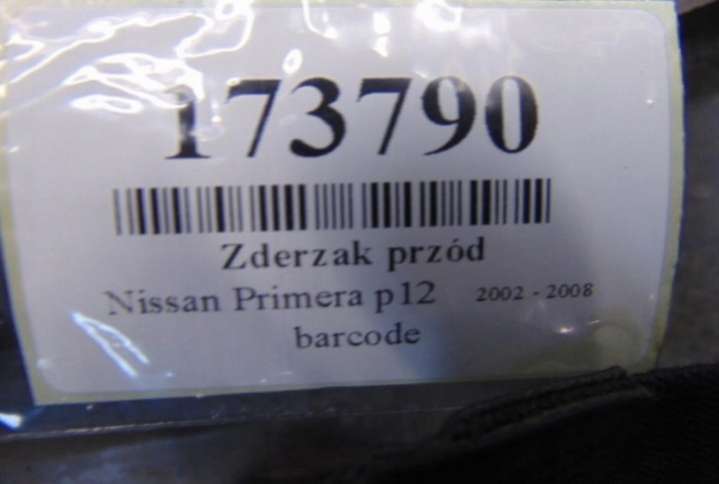 173790
Zderzak przód
Nissan Primera p12 2002 - 2008
barcode